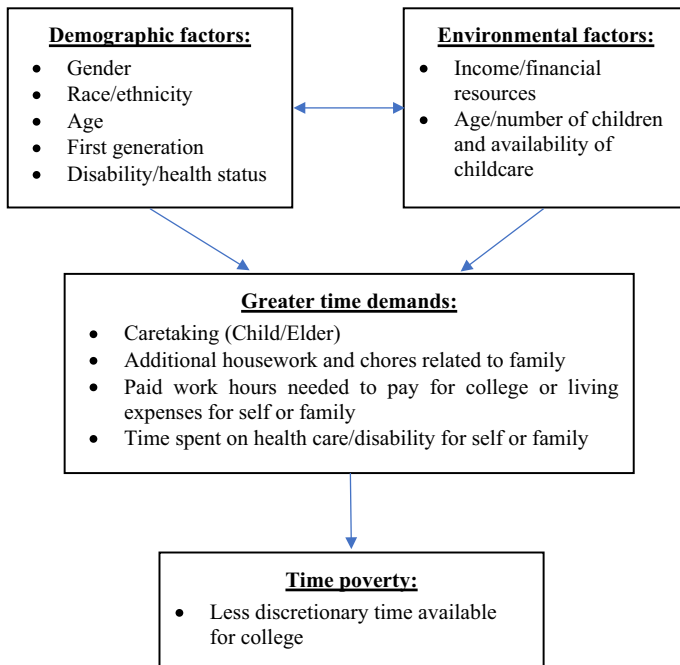 Demographic factors:
• Gender
• Race/ethnicity
• Age
• First generation
• Disability/health status
Environmental factors:
• Income/financial
resources
• Age/number of children
and availability of
childcare
Greater time demands:
• Caretaking (Child/Elder)
• Additional housework and chores related to family
• Paid work hours needed to pay for college or living
expenses for self or family
• Time spent on health care/disability for self or family
Time poverty:
• Less discretionary time available
for college